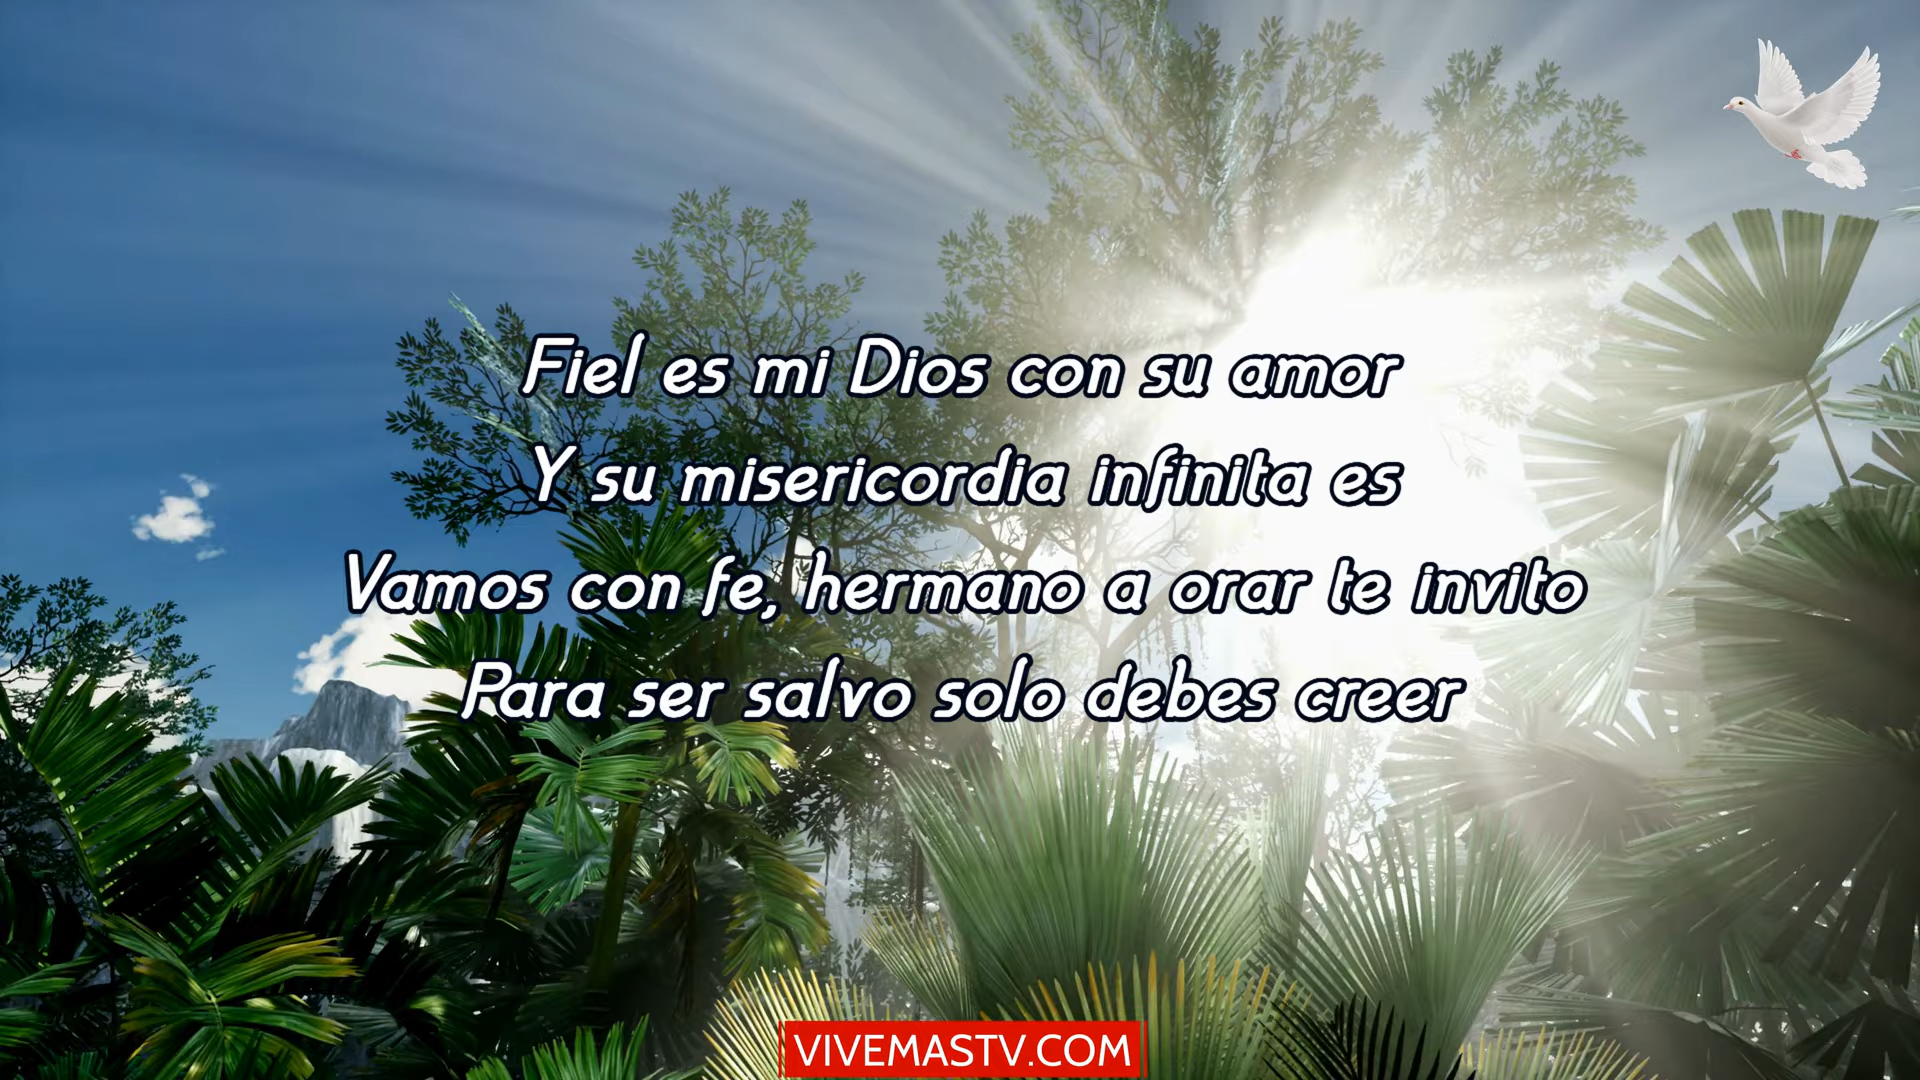 Fiel es mi Dios con su amor
Y su misericordia infinita es
Vamos con fe, hermano a orar te invito
Para ser salvo solo debes creer
VIVEMASTV.COM